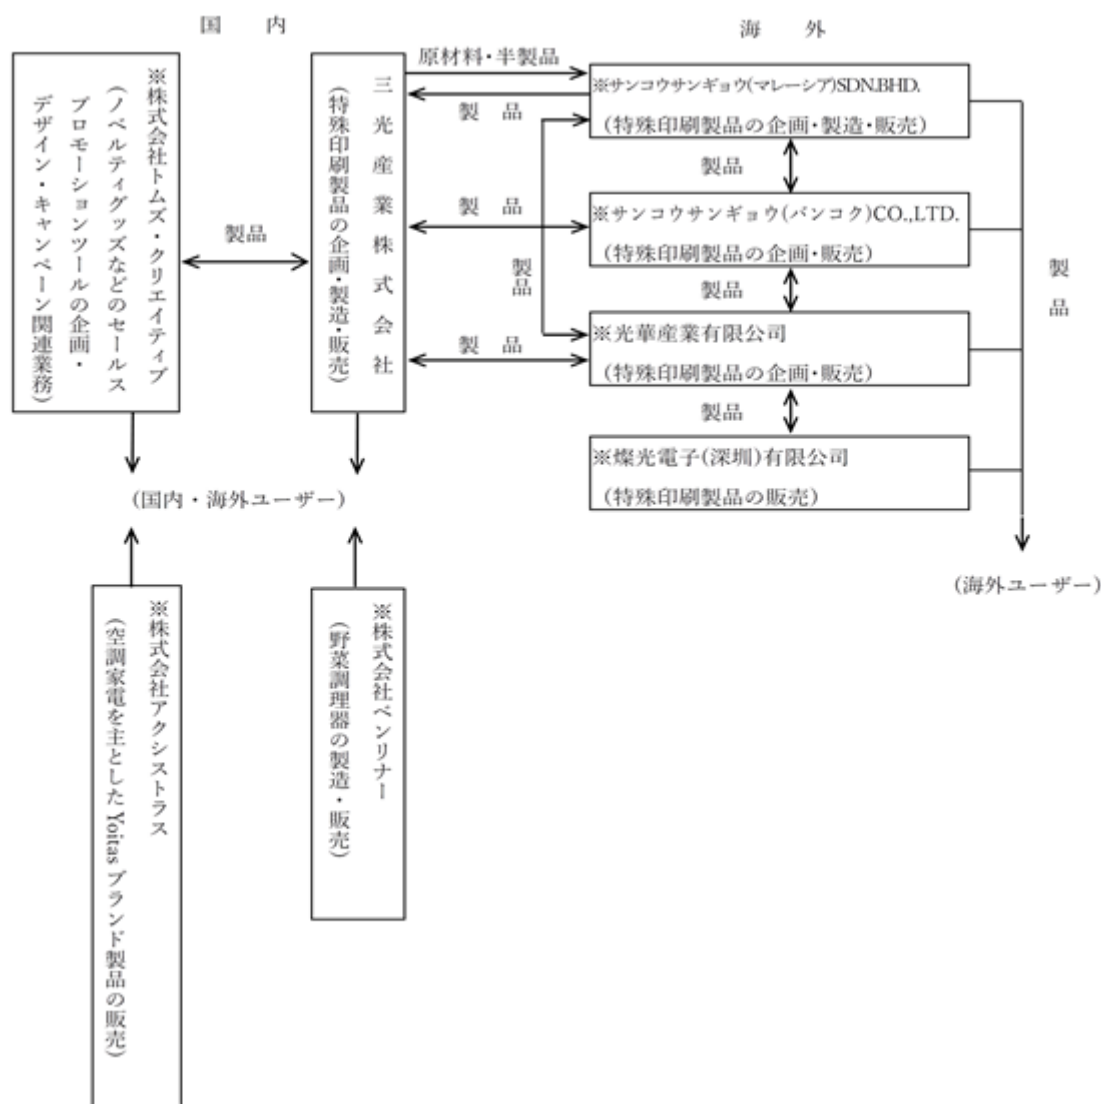 国　内
海　外
※株式会社トムズ・クリエイティブ
(ノベルティグッズなどのセールス
プロモーションツールの企画・
デザイン・キャンペーン関連業務)
製品
三光産業株式会社
(特殊印刷製品の企画・製造・販売)
原材料・半製品
製　品
製　品
製品
製　品
※サンコウサンギョウ(マレーシア)SDN.BHD.
(特殊印刷製品の企画・製造・販売)
製品
※サンコウサンギョウ(バンコク)CO.,LTD.
(特殊印刷製品の企画・販売)
製品
※光華産業有限公司
(特殊印刷製品の企画・販売)
製品
※燦光電子(深圳)有限公司
(特殊印刷製品の販売)
製品
(海外ユーザー)
(国内・海外ユーザー)
※株式会社アクシストラス
(空調家電を主としたYoitasブランド製品の販売)
※株式会社ベンリナー
(野菜調理器の製造・販売)